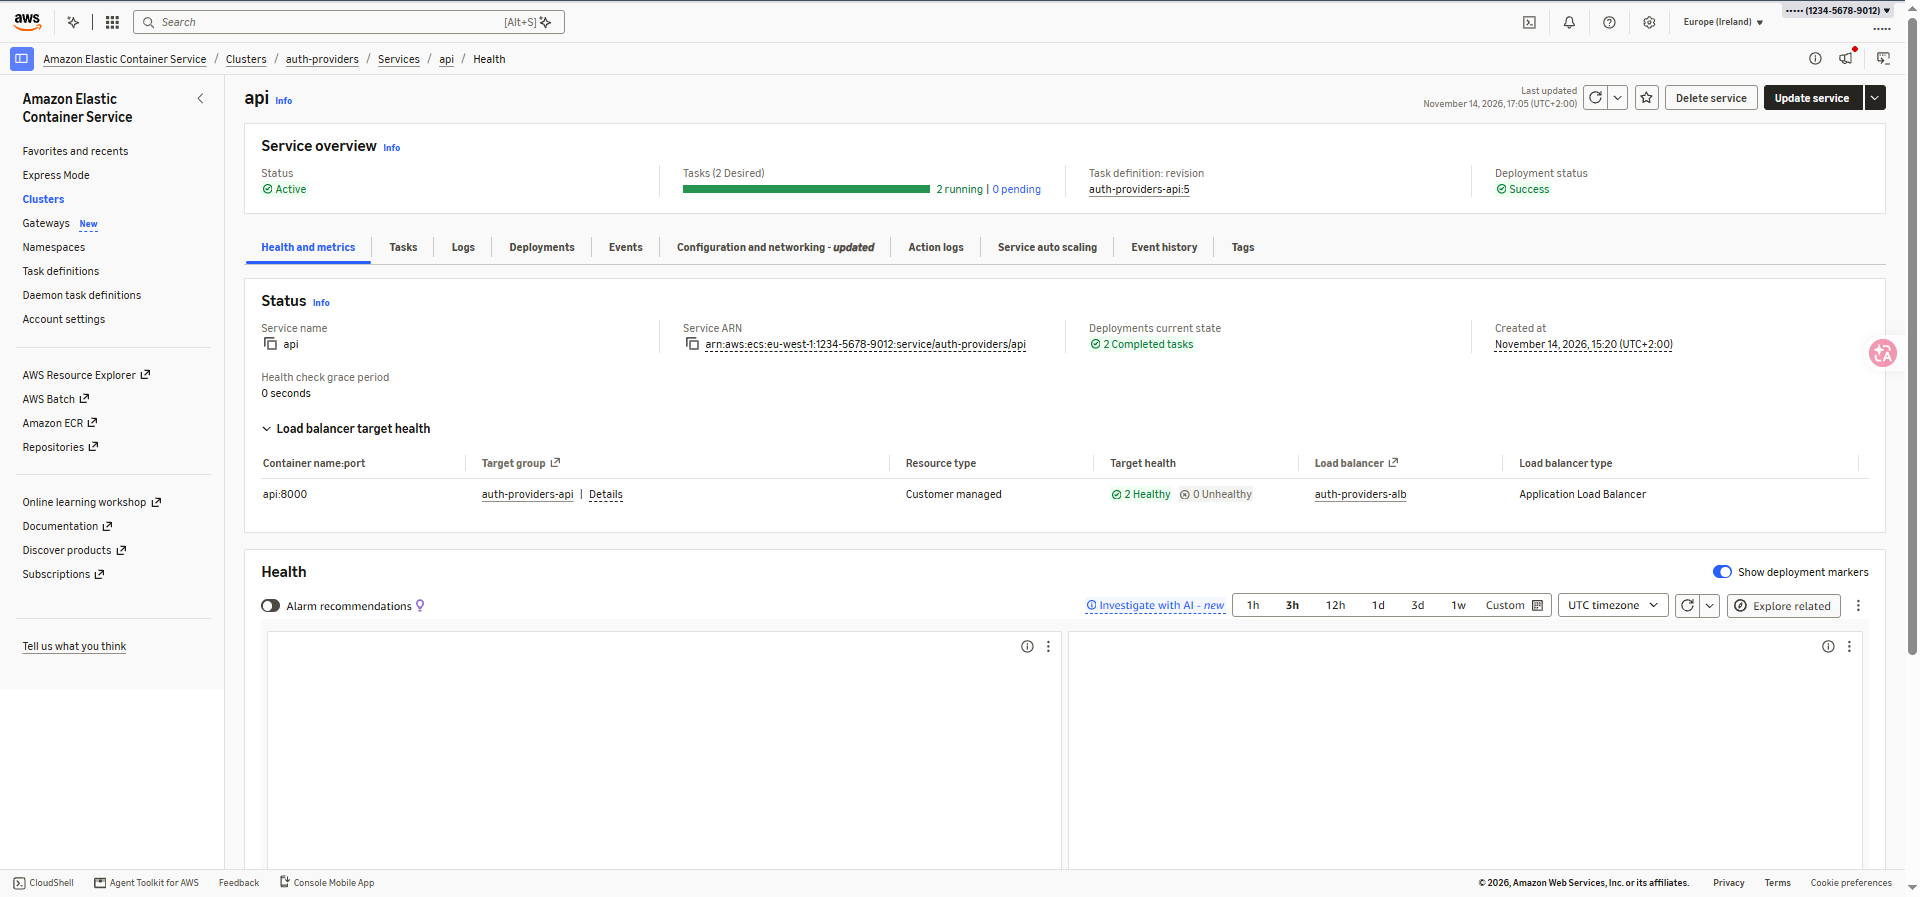 aws
Search [Alt+S]
Europe (Ireland) ▼
••••• (1234-5678-9012) ▼
•••••
Amazon Elastic Container Service / Clusters / auth-providers / Services / api / Health
Amazon Elastic
Container Service
Favorites and recents
Express Mode
Clusters
Gateways New
Namespaces
Task definitions
Daemon task definitions
Account settings
AWS Resource Explorer
AWS Batch
Amazon ECR
Repositories
Online learning workshop
Documentation
Discover products
Subscriptions
Tell us what you think
api Info
Last updated
November 14, 2026, 17:05 (UTC+2:00)
Delete service
Update service
Service overview Info
Status
Active
Tasks (2 Desired)
2 running | 0 pending
Task definition: revision
auth-providers-api:5
Deployment status
Success
Health and metrics
Tasks
Logs
Deployments
Events
Configuration and networking - updated
Action logs
Service auto scaling
Event history
Tags
Status Info
Service name
api
Service ARN
arn:aws:ecs:eu-west-1:1234-5678-9012:service/auth-providers/api
Deployments current state
2 Completed tasks
Created at
November 14, 2026, 15:20 (UTC+2:00)
Health check grace period
0 seconds
Load balancer target health
Container name:port Target group Resource type Target health Load balancer Load balancer type
api:8000 auth-providers-api | Details Customer managed 2 Healthy 0 Unhealthy auth-providers-alb Application Load Balancer
Health
Show deployment markers
Alarm recommendations
Investigate with AI - new
1h 3h 12h 1d 3d 1w Custom
UTC timezone
Explore related
CloudShell
Agent Toolkit for AWS
Feedback
Console Mobile App
© 2026, Amazon Web Services, Inc. or its affiliates.
Privacy
Terms
Cookie preferences